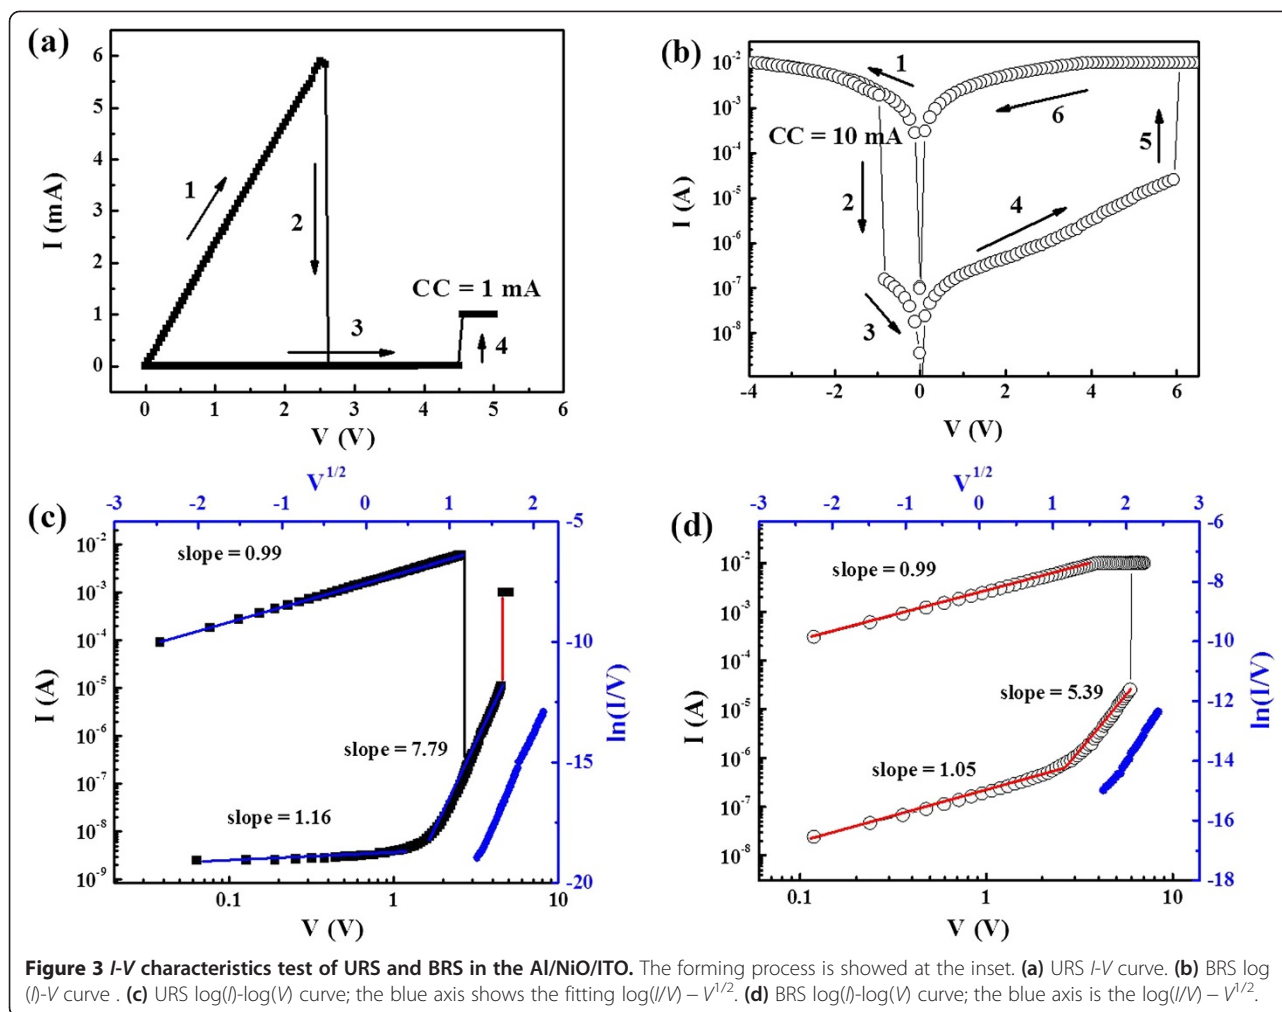 (a)
6
5
4
3
2
1
0
I (mA)
1
2
3
4
CC = 1 mA
0 1 2 3 4 5 6
V (V)
(b)
10^-2
10^-3
10^-4
10^-5
10^-6
10^-7
10^-8
I (A)
1
2
3
4
5
6
CC = 10 mA
-4 -2 0 2 4 6
V (V)
(c)
V^1/2
-3 -2 -1 0 1 2
10^-2
10^-3
10^-4
10^-5
10^-6
10^-7
10^-8
10^-9
I (A)
slope = 0.99
slope = 7.79
slope = 1.16
-5
-10
-15
-20
ln(I/V)
0.1 1 10
V (V)
(d)
V^1/2
-3 -2 -1 0 1 2 3
10^-2
10^-3
10^-4
10^-5
10^-6
10^-7
10^-8
I (A)
slope = 0.99
slope = 5.39
slope = 1.05
-6
-8
-10
-12
-14
-16
-18
ln(I/V)
0.1 1 10
V (V)
Figure 3 I-V characteristics test of URS and BRS in the Al/NiO/ITO. The forming process is showed at the inset. (a) URS I-V curve. (b) BRS log
(I)-V curve . (c) URS log(I)-log(V) curve; the blue axis shows the fitting log(I/V) − V^1/2. (d) BRS log(I)-log(V) curve; the blue axis is the log(I/V) − V^1/2.